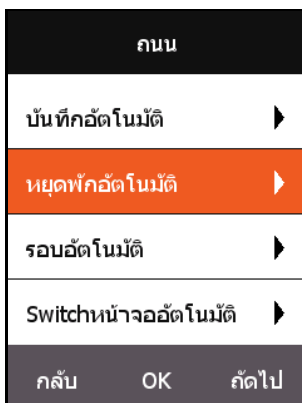 ถนน
บันทึกอัตโนมัติ
หยุดพักอัตโนมัติ
รอบอัตโนมัติ
Switchหน้าจออัตโนมัติ
กลับ OK ถัดไป